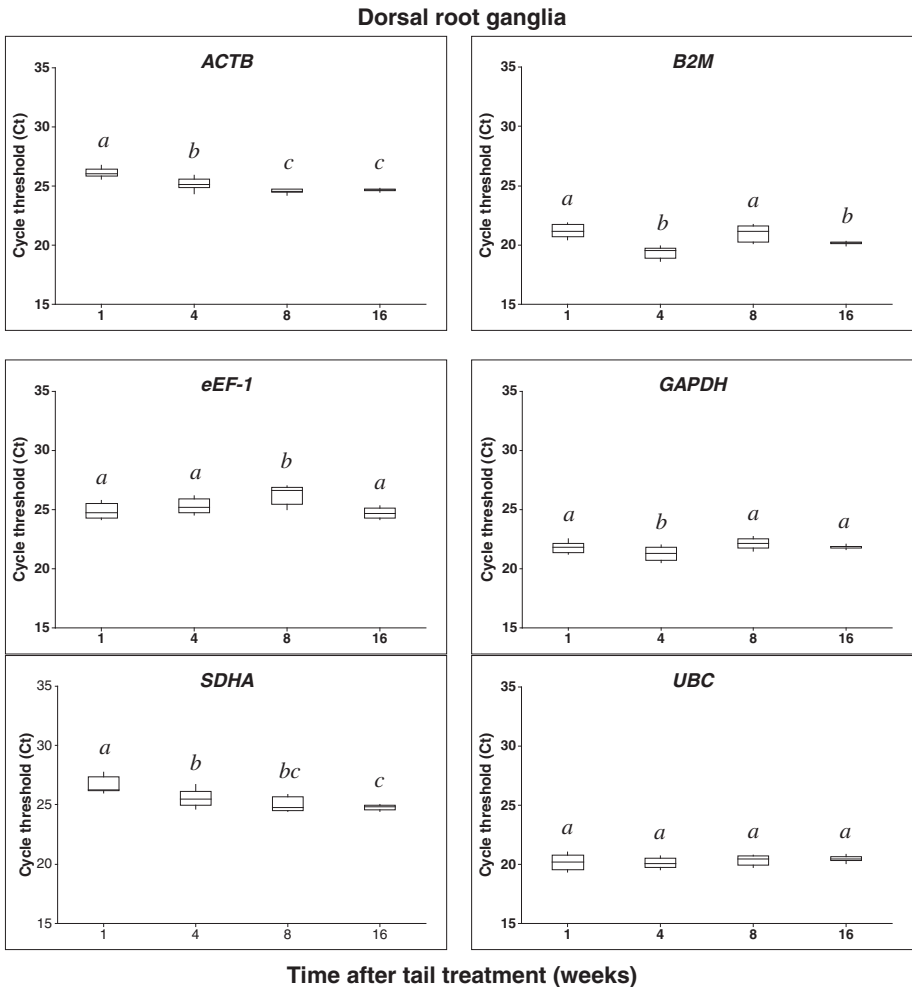 Dorsal root ganglia
ACTB
Cycle threshold (Ct)
35
30
25
20
15
a
b
c
c
1
4
8
16
B2M
Cycle threshold (Ct)
35
30
25
20
15
a
b
a
b
1
4
8
16
eEF-1
Cycle threshold (Ct)
35
30
25
20
15
a
a
b
a
1
4
8
16
GAPDH
Cycle threshold (Ct)
35
30
25
20
15
a
b
a
a
1
4
8
16
SDHA
Cycle threshold (Ct)
35
30
25
20
15
a
b
bc
c
1
4
8
16
UBC
Cycle threshold (Ct)
35
30
25
20
15
a
a
a
a
1
4
8
16
Time after tail treatment (weeks)